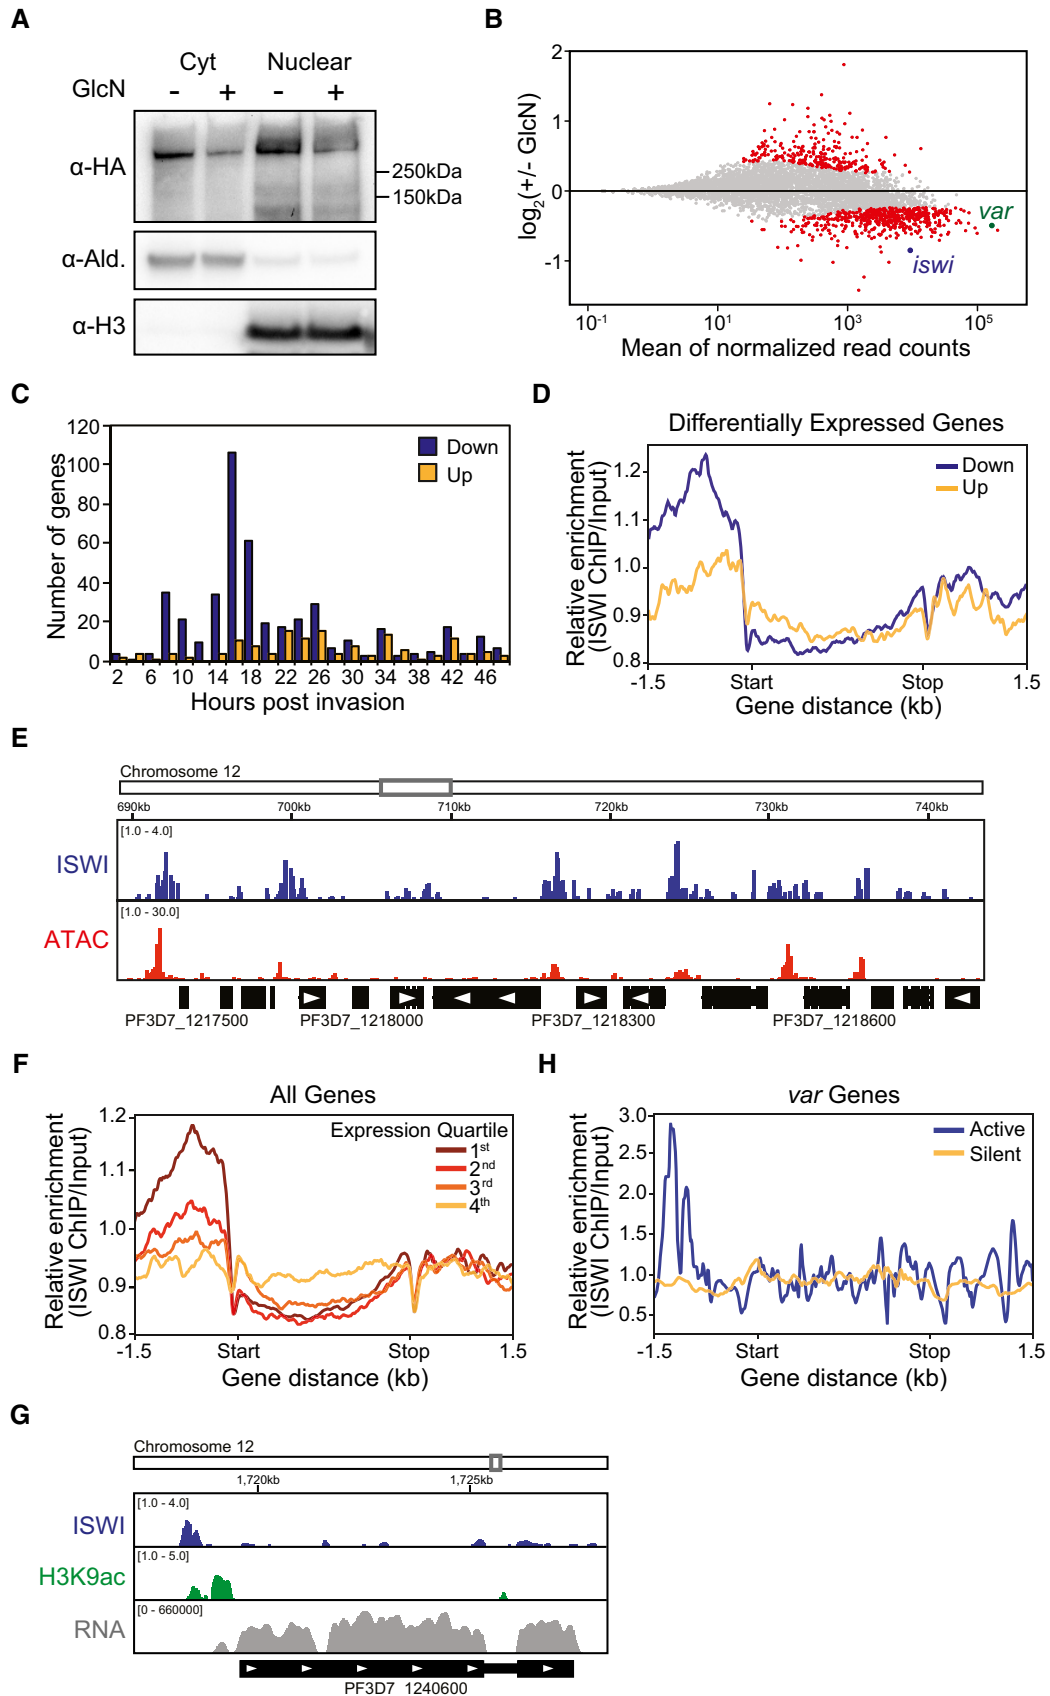 A
Cyt Nuclear
GlcN - + - +
α-HA
250kDa
150kDa
α-Ald.
α-H3
B
log2(+/- GlcN)
2
1
0
-1
var
iswi
10-1 101 103 105
Mean of normalized read counts
C
Number of genes
120
100
80
60
40
20
0
Down
Up
2 6 10 14 18 22 26 30 34 38 42 46
Hours post invasion
D
Differentially Expressed Genes
Relative enrichment
(ISWI ChIP/Input)
1.2
1.1
1.0
0.9
0.8
Down
Up
-1.5 Start Stop 1.5
Gene distance (kb)
E
Chromosome 12
690kb 700kb 710kb 720kb 730kb 740kb
[1.0 - 4.0]
ISWI
[1.0 - 30.0]
ATAC
PF3D7_1217500 PF3D7_1218000 PF3D7_1218300 PF3D7_1218600
F
All Genes
Relative enrichment
(ISWI ChIP/Input)
1.2
1.1
1.0
0.9
0.8
Expression Quartile
1st
2nd
3rd
4th
-1.5 Start Stop 1.5
Gene distance (kb)
H
var Genes
Relative enrichment
(ISWI ChIP/Input)
3.0
2.5
2.0
1.5
1.0
0.5
Active
Silent
-1.5 Start Stop 1.5
Gene distance (kb)
G
Chromosome 12
1,720kb 1,725kb
[1.0 - 4.0]
ISWI
[1.0 - 5.0]
H3K9ac
[0 - 660000]
RNA
PF3D7_1240600